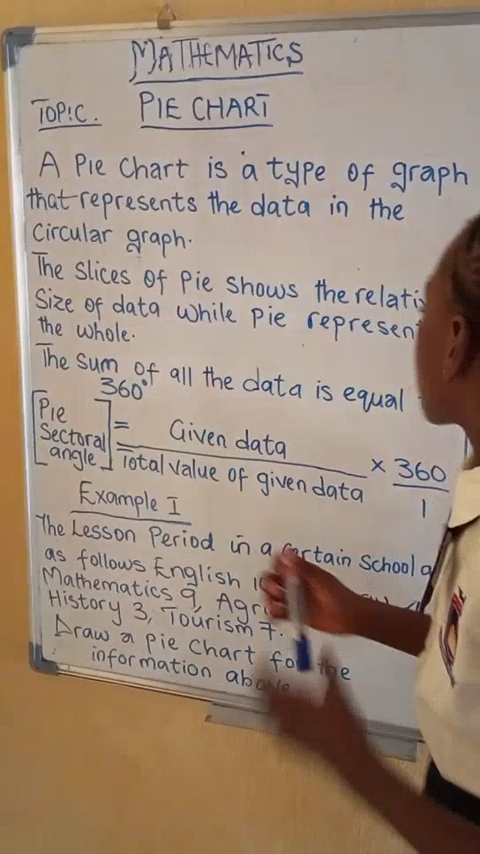 MATHEMATICS
TOPIC. PIE CHART
A Pie Chart is a type of graph
that represents the data in the
Circular graph.
The Slices of Pie shows the
Size of data while Pie
the whole.
The Sum of all the data is equal
360°
[Pie Sectoral angle] = Given data / Total value of given data × 360 / 1
Example I
The Lesson Period in a Certain School
as follows English
Mathematics 9,
History 3, Tourism 7.
Draw a Pie Chart for the
information above